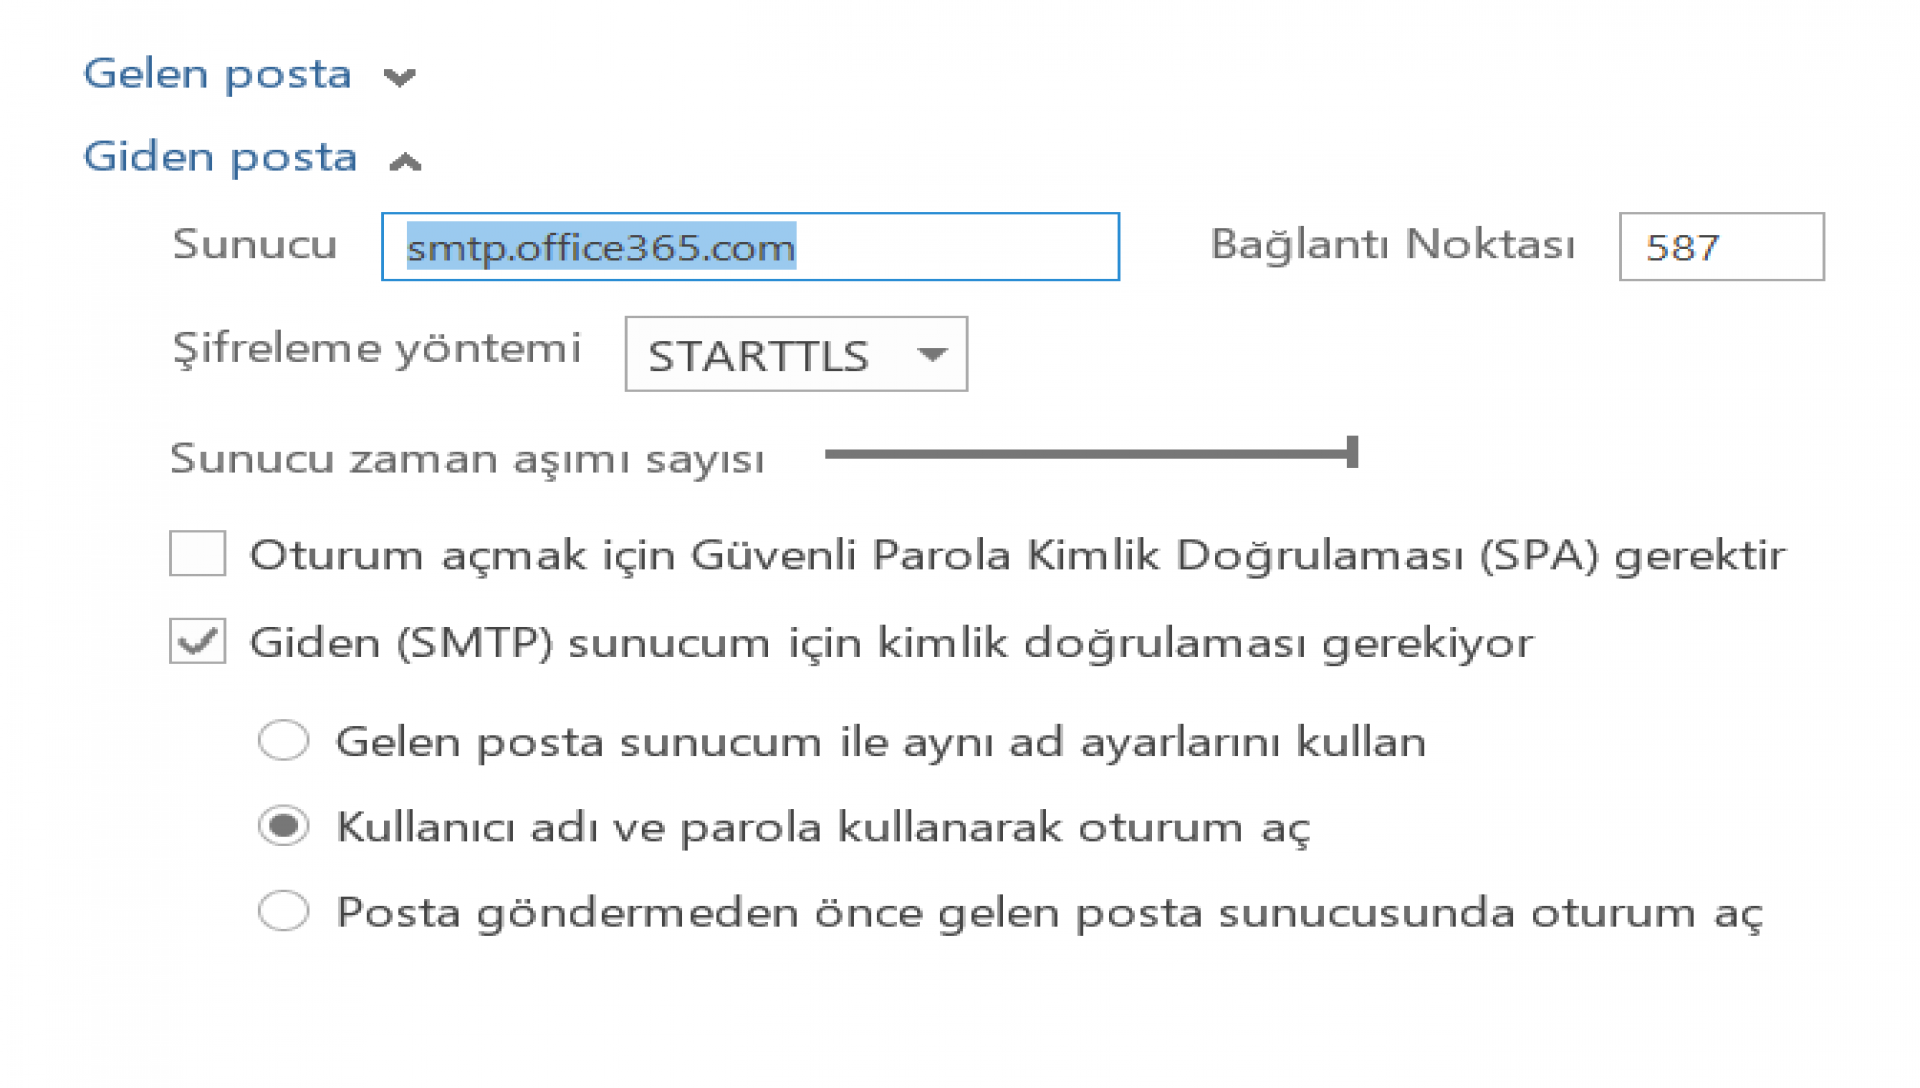 Gelen posta
Giden posta
Sunucu smtp.office365.com Bağlantı Noktası 587
Şifreleme yöntemi STARTTLS
Sunucu zaman aşımı sayısı
Oturum açmak için Güvenli Parola Kimlik Doğrulaması (SPA) gerektir
Giden (SMTP) sunucum için kimlik doğrulaması gerekiyor
Gelen posta sunucum ile aynı ad ayarlarını kullan
Kullanıcı adı ve parola kullanarak oturum aç
Posta göndermeden önce gelen posta sunucusunda oturum aç